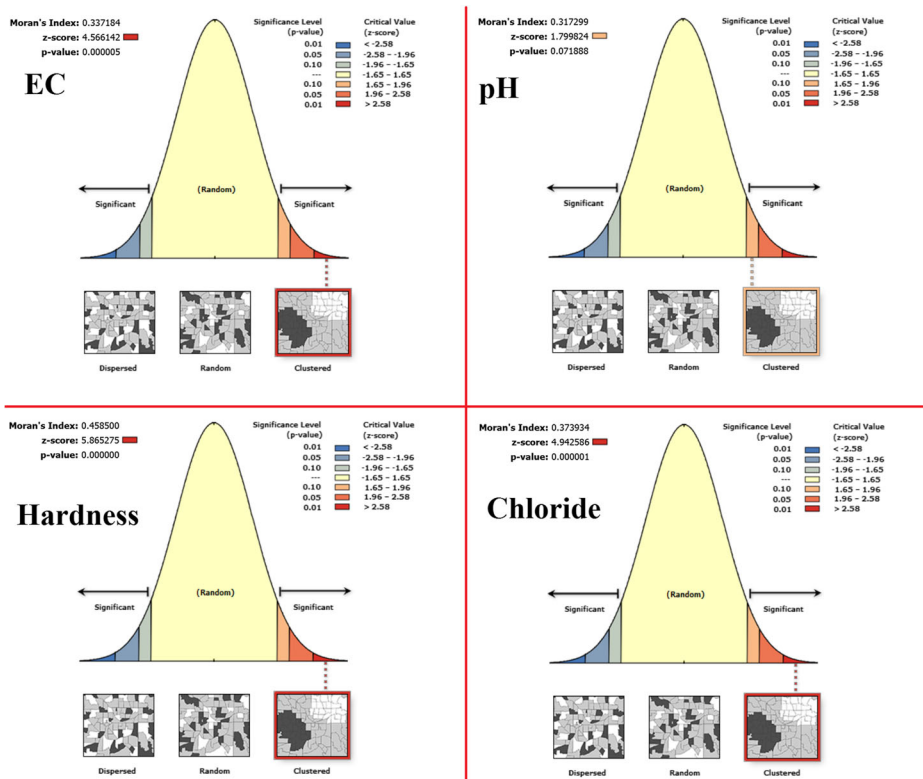 Moran's Index: 0.337184
z-score: 4.566142
p-value: 0.000005
EC
Significance Level (p-value) Critical Value (z-score)
0.01 < -2.58
0.05 -2.58 – -1.96
0.10 -1.96 – -1.65
--- -1.65 – 1.65
0.10 1.65 – 1.96
0.05 1.96 – 2.58
0.01 > 2.58
(Random)
Significant Significant
Dispersed Random Clustered
Moran's Index: 0.317299
z-score: 1.799824
p-value: 0.071888
pH
Significance Level (p-value) Critical Value (z-score)
0.01 < -2.58
0.05 -2.58 – -1.96
0.10 -1.96 – -1.65
--- -1.65 – 1.65
0.10 1.65 – 1.96
0.05 1.96 – 2.58
0.01 > 2.58
(Random)
Significant Significant
Dispersed Random Clustered
Moran's Index: 0.458500
z-score: 5.865275
p-value: 0.000000
Hardness
Significance Level (p-value) Critical Value (z-score)
0.01 < -2.58
0.05 -2.58 – -1.96
0.10 -1.96 – -1.65
--- -1.65 – 1.65
0.10 1.65 – 1.96
0.05 1.96 – 2.58
0.01 > 2.58
(Random)
Significant Significant
Dispersed Random Clustered
Moran's Index: 0.373934
z-score: 4.942586
p-value: 0.000001
Chloride
Significance Level (p-value) Critical Value (z-score)
0.01 < -2.58
0.05 -2.58 – -1.96
0.10 -1.96 – -1.65
--- -1.65 – 1.65
0.10 1.65 – 1.96
0.05 1.96 – 2.58
0.01 > 2.58
(Random)
Significant Significant
Dispersed Random Clustered